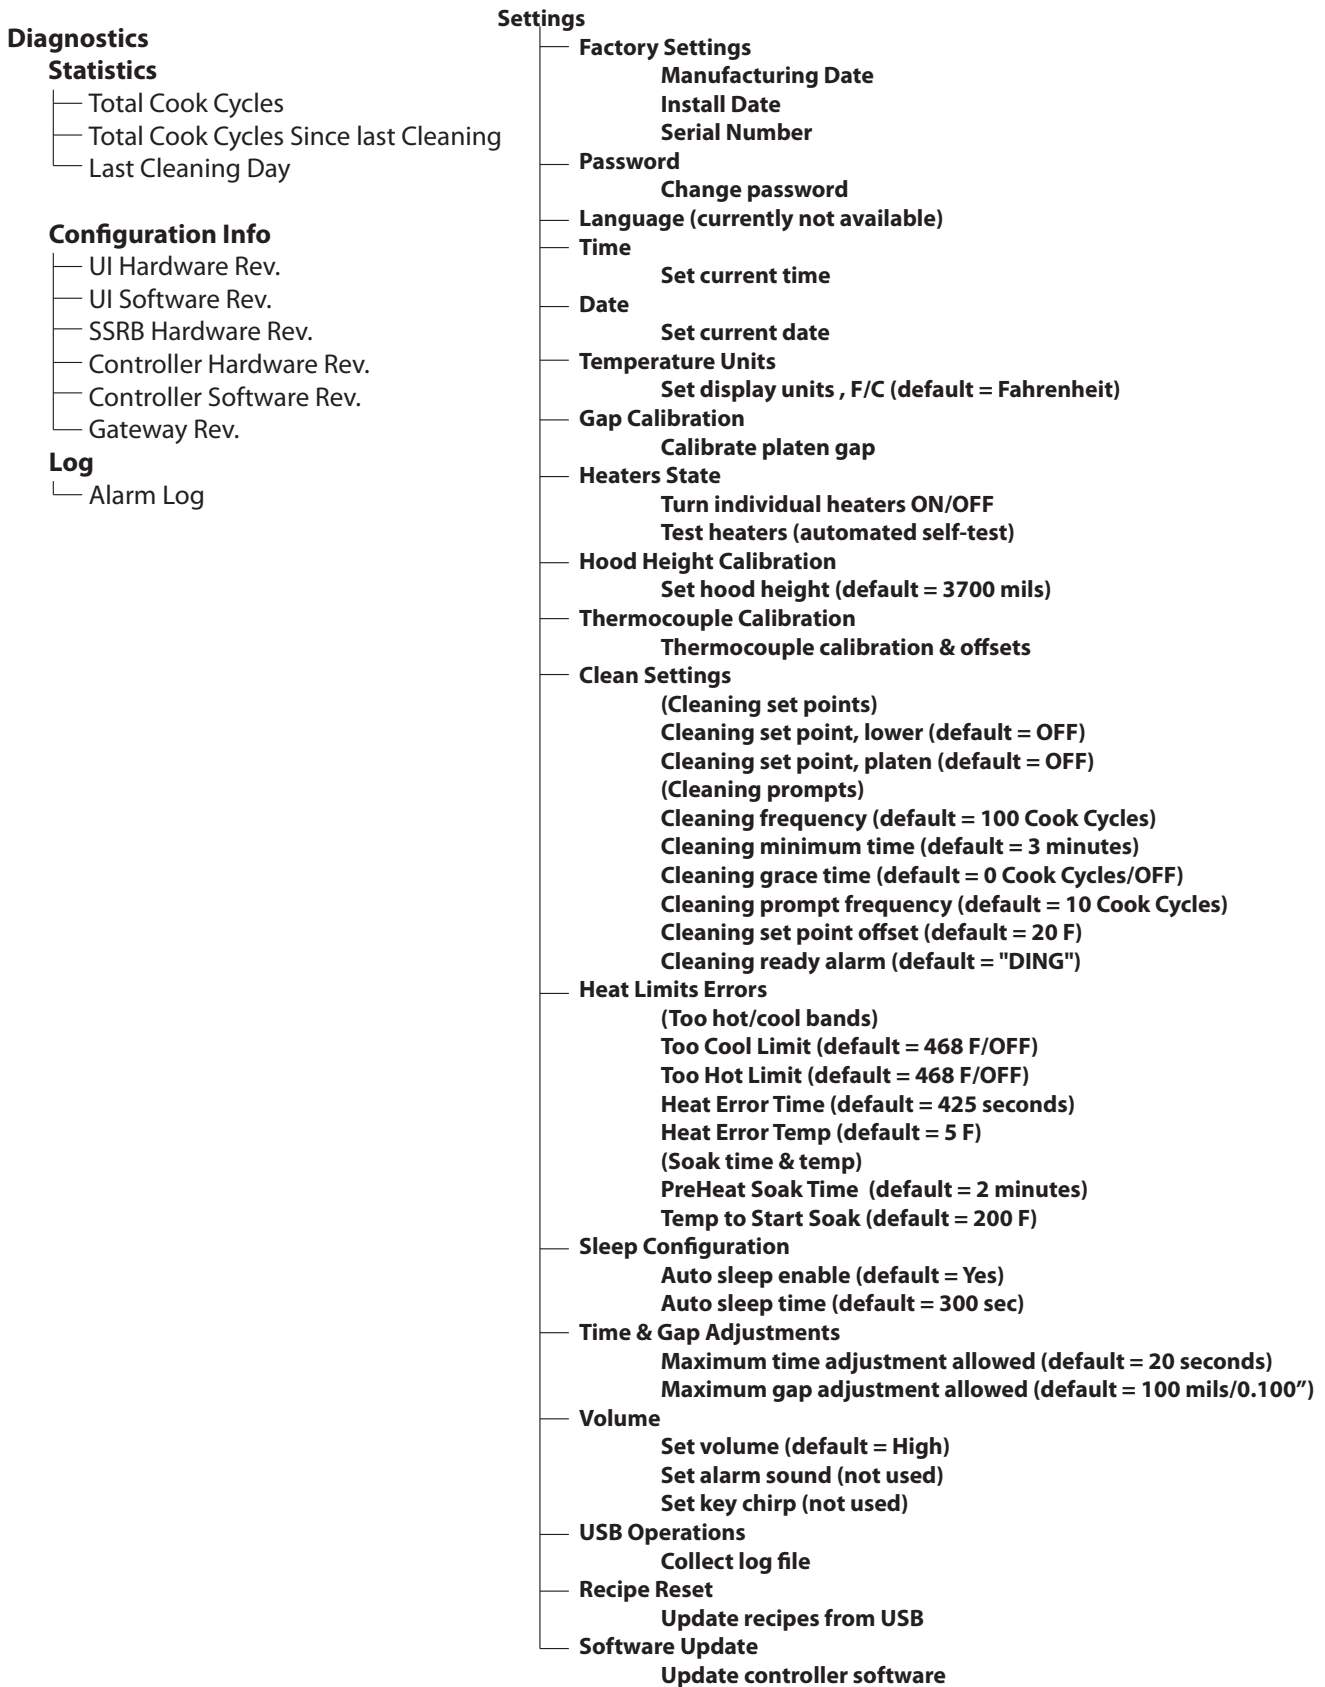 Diagnostics
Statistics
Total Cook Cycles
Total Cook Cycles Since last Cleaning
Last Cleaning Day
Configuration Info
UI Hardware Rev.
UI Software Rev.
SSRB Hardware Rev.
Controller Hardware Rev.
Controller Software Rev.
Gateway Rev.
Log
Alarm Log
Settings
Factory Settings
Manufacturing Date
Install Date
Serial Number
Password
Change password
Language (currently not available)
Time
Set current time
Date
Set current date
Temperature Units
Set display units , F/C (default = Fahrenheit)
Gap Calibration
Calibrate platen gap
Heaters State
Turn individual heaters ON/OFF
Test heaters (automated self-test)
Hood Height Calibration
Set hood height (default = 3700 mils)
Thermocouple Calibration
Thermocouple calibration & offsets
Clean Settings
(Cleaning set points)
Cleaning set point, lower (default = OFF)
Cleaning set point, platen (default = OFF)
(Cleaning prompts)
Cleaning frequency (default = 100 Cook Cycles)
Cleaning minimum time (default = 3 minutes)
Cleaning grace time (default = 0 Cook Cycles/OFF)
Cleaning prompt frequency (default = 10 Cook Cycles)
Cleaning set point offset (default = 20 F)
Cleaning ready alarm (default = "DING")
Heat Limits Errors
(Too hot/cool bands)
Too Cool Limit (default = 468 F/OFF)
Too Hot Limit (default = 468 F/OFF)
Heat Error Time (default = 425 seconds)
Heat Error Temp (default = 5 F)
(Soak time & temp)
PreHeat Soak Time (default = 2 minutes)
Temp to Start Soak (default = 200 F)
Sleep Configuration
Auto sleep enable (default = Yes)
Auto sleep time (default = 300 sec)
Time & Gap Adjustments
Maximum time adjustment allowed (default = 20 seconds)
Maximum gap adjustment allowed (default = 100 mils/0.100”)
Volume
Set volume (default = High)
Set alarm sound (not used)
Set key chirp (not used)
USB Operations
Collect log file
Recipe Reset
Update recipes from USB
Software Update
Update controller software